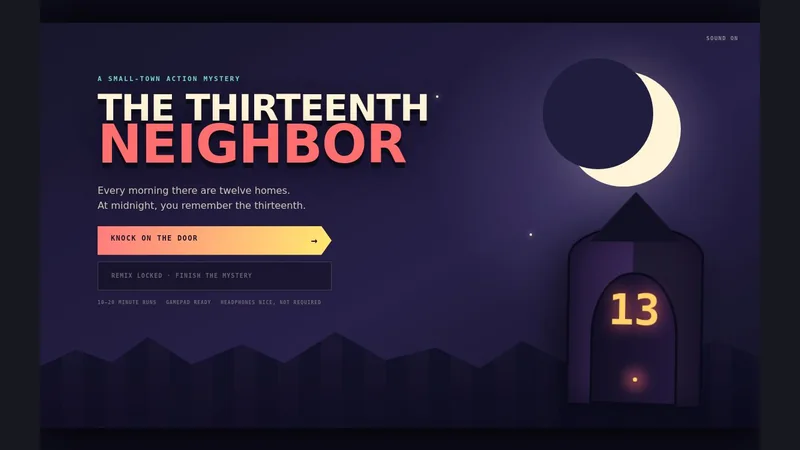 SOUND ON
A SMALL-TOWN ACTION MYSTERY
THE THIRTEENTH
NEIGHBOR
Every morning there are twelve homes.
At midnight, you remember the thirteenth.
KNOCK ON THE DOOR →
REMIX LOCKED · FINISH THE MYSTERY
10–20 MINUTE RUNS GAMEPAD READY HEADPHONES NICE, NOT REQUIRED
13